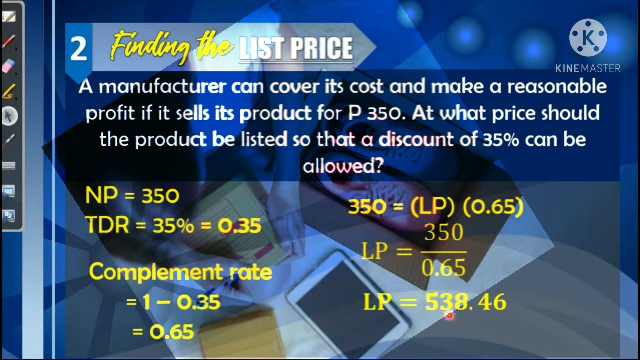 2 Finding the LIST PRICE
K
KINEMASTER
A manufacturer can cover its cost and make a reasonable
profit if it sells its product for P 350. At what price should
the product be listed so that a discount of 35% can be
allowed?
NP = 350
TDR = 35% = 0.35
Complement rate
= 1 – 0.35
= 0.65
350 = (LP) (0.65)
LP = 350 / 0.65
LP = 538.46